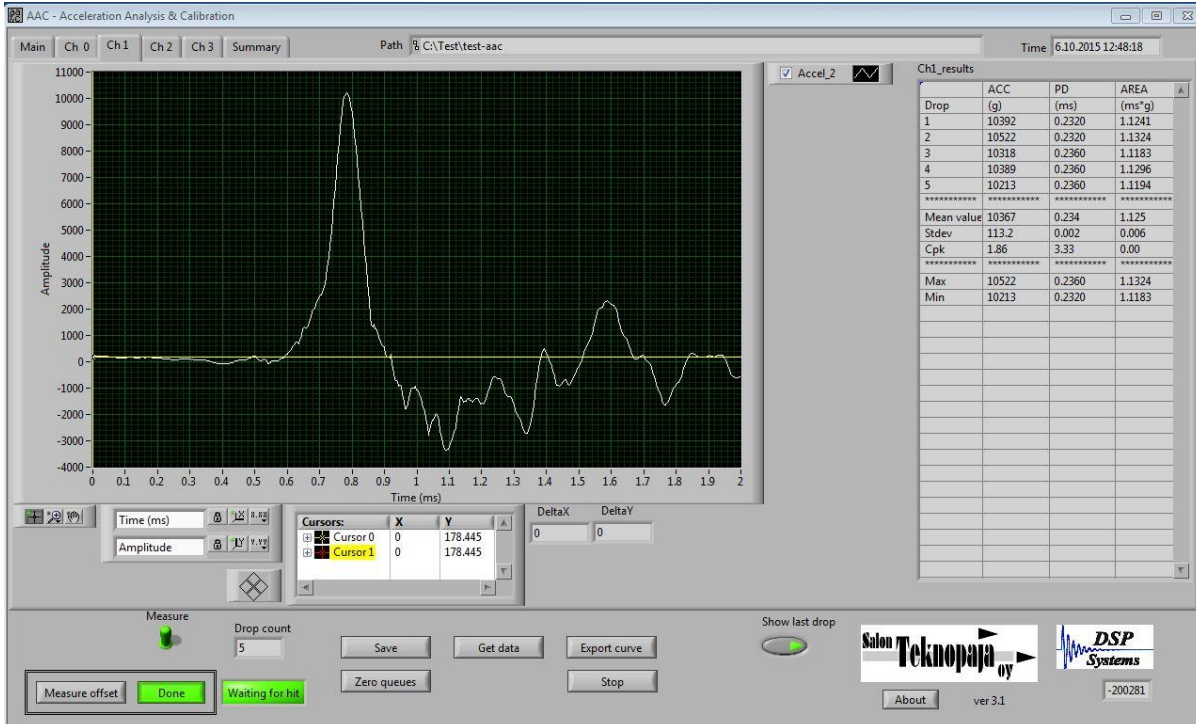 AAC - Acceleration Analysis & Calibration
Main Ch 0 Ch 1 Ch 2 Ch 3 Summary
Path C:\Test\test-aac
Time 6.10.2015 12:48:18
Amplitude
11000
10000
9000
8000
7000
6000
5000
4000
3000
2000
1000
0
-1000
-2000
-3000
-4000
0 0.1 0.2 0.3 0.4 0.5 0.6 0.7 0.8 0.9 1 1.1 1.2 1.3 1.4 1.5 1.6 1.7 1.8 1.9 2
Time (ms)
Accel_2
Ch1_results
ACC PD AREA
Drop (g) (ms) (ms*g)
1 10392 0.2320 1.1241
2 10522 0.2320 1.1324
3 10318 0.2360 1.1183
4 10389 0.2360 1.1296
5 10213 0.2360 1.1194
*********** *********** *********** ***********
Mean value 10367 0.234 1.125
Stdev 113.2 0.002 0.006
Cpk 1.86 3.33 0.00
*********** *********** *********** ***********
Max 10522 0.2360 1.1324
Min 10213 0.2320 1.1183
Time (ms)
Amplitude
Cursors: X Y
Cursor 0 0 178.445
Cursor 1 0 178.445
DeltaX DeltaY
0 0
Measure
Drop count
5
Measure offset Done Waiting for hit
Save Get data Export curve
Zero queues Stop
Show last drop
Salon Teknopaja oy
DSP Systems
About ver 3.1
-200281